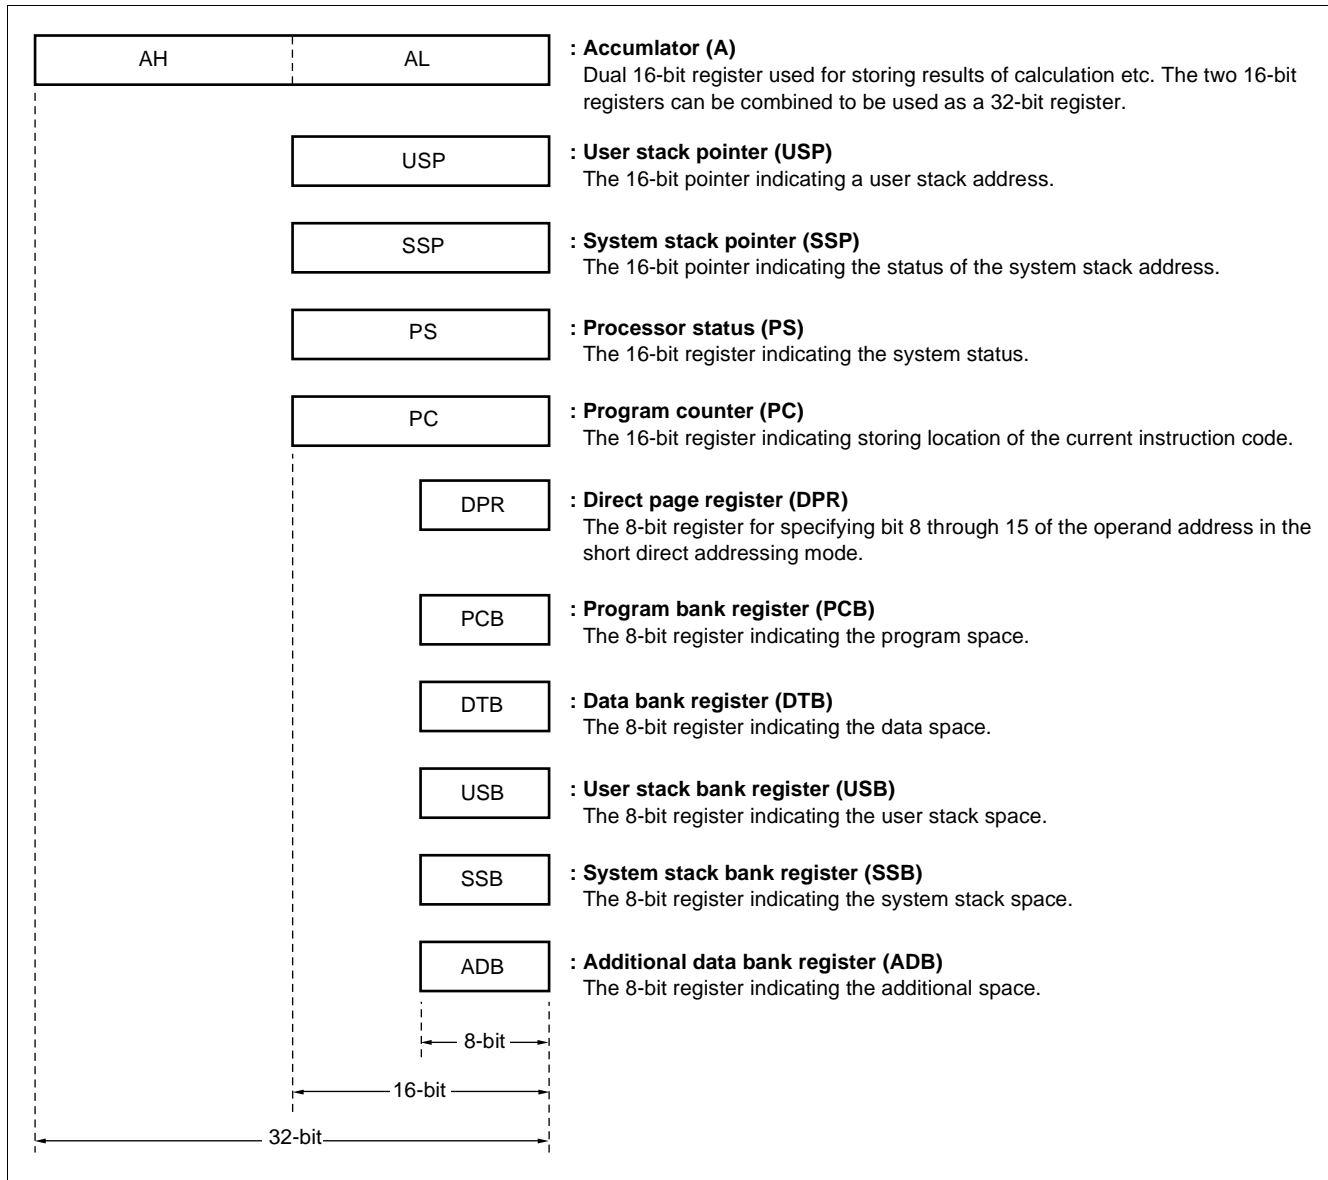 AH
AL
: Accumlator (A)
Dual 16-bit register used for storing results of calculation etc. The two 16-bit
registers can be combined to be used as a 32-bit register.
USP
: User stack pointer (USP)
The 16-bit pointer indicating a user stack address.
SSP
: System stack pointer (SSP)
The 16-bit pointer indicating the status of the system stack address.
PS
: Processor status (PS)
The 16-bit register indicating the system status.
PC
: Program counter (PC)
The 16-bit register indicating storing location of the current instruction code.
DPR
: Direct page register (DPR)
The 8-bit register for specifying bit 8 through 15 of the operand address in the
short direct addressing mode.
PCB
: Program bank register (PCB)
The 8-bit register indicating the program space.
DTB
: Data bank register (DTB)
The 8-bit register indicating the data space.
USB
: User stack bank register (USB)
The 8-bit register indicating the user stack space.
SSB
: System stack bank register (SSB)
The 8-bit register indicating the system stack space.
ADB
: Additional data bank register (ADB)
The 8-bit register indicating the additional space.
8-bit
16-bit
32-bit